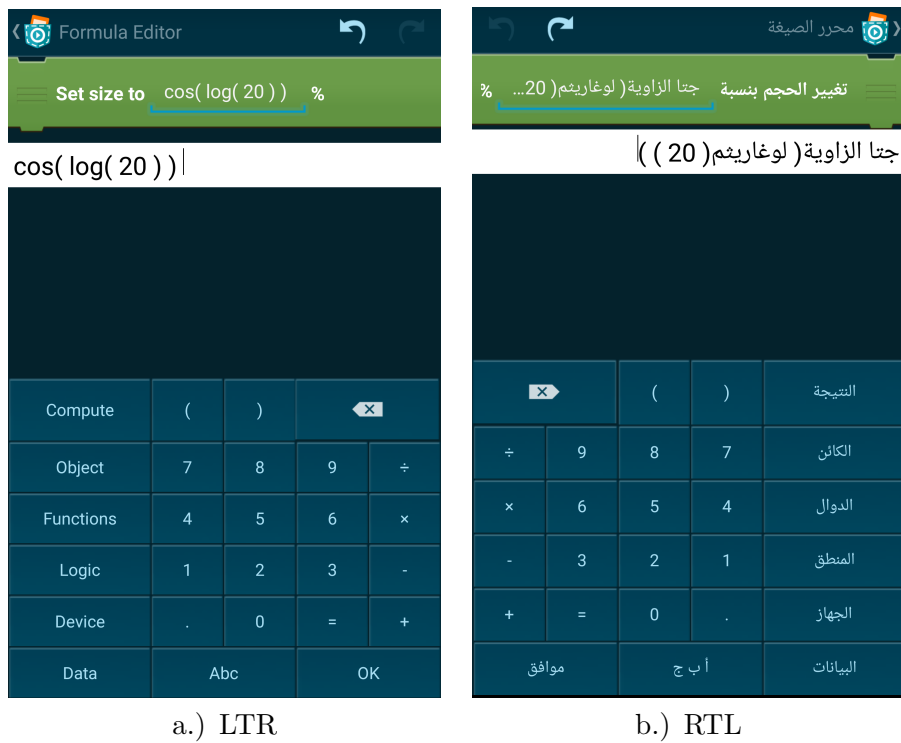 Formula Editor
Set size to cos( log( 20 ) ) %
cos( log( 20 ) )
Compute ( )
Object 7 8 9 ÷
Functions 4 5 6 ×
Logic 1 2 3 -
Device . 0 = +
Data Abc OK
a.) LTR
محرر الصيغة
تغيير الحجم بنسبة جتا الزاوية( لوغاريثم( 20... %
جتا الزاوية( لوغاريثم( 20 ) )
النتيجة ( )
الكائن 7 8 9 ÷
الدوال 4 5 6 ×
المنطق 1 2 3 -
الجهاز . 0 = +
البيانات أ ب ج موافق
b.) RTL